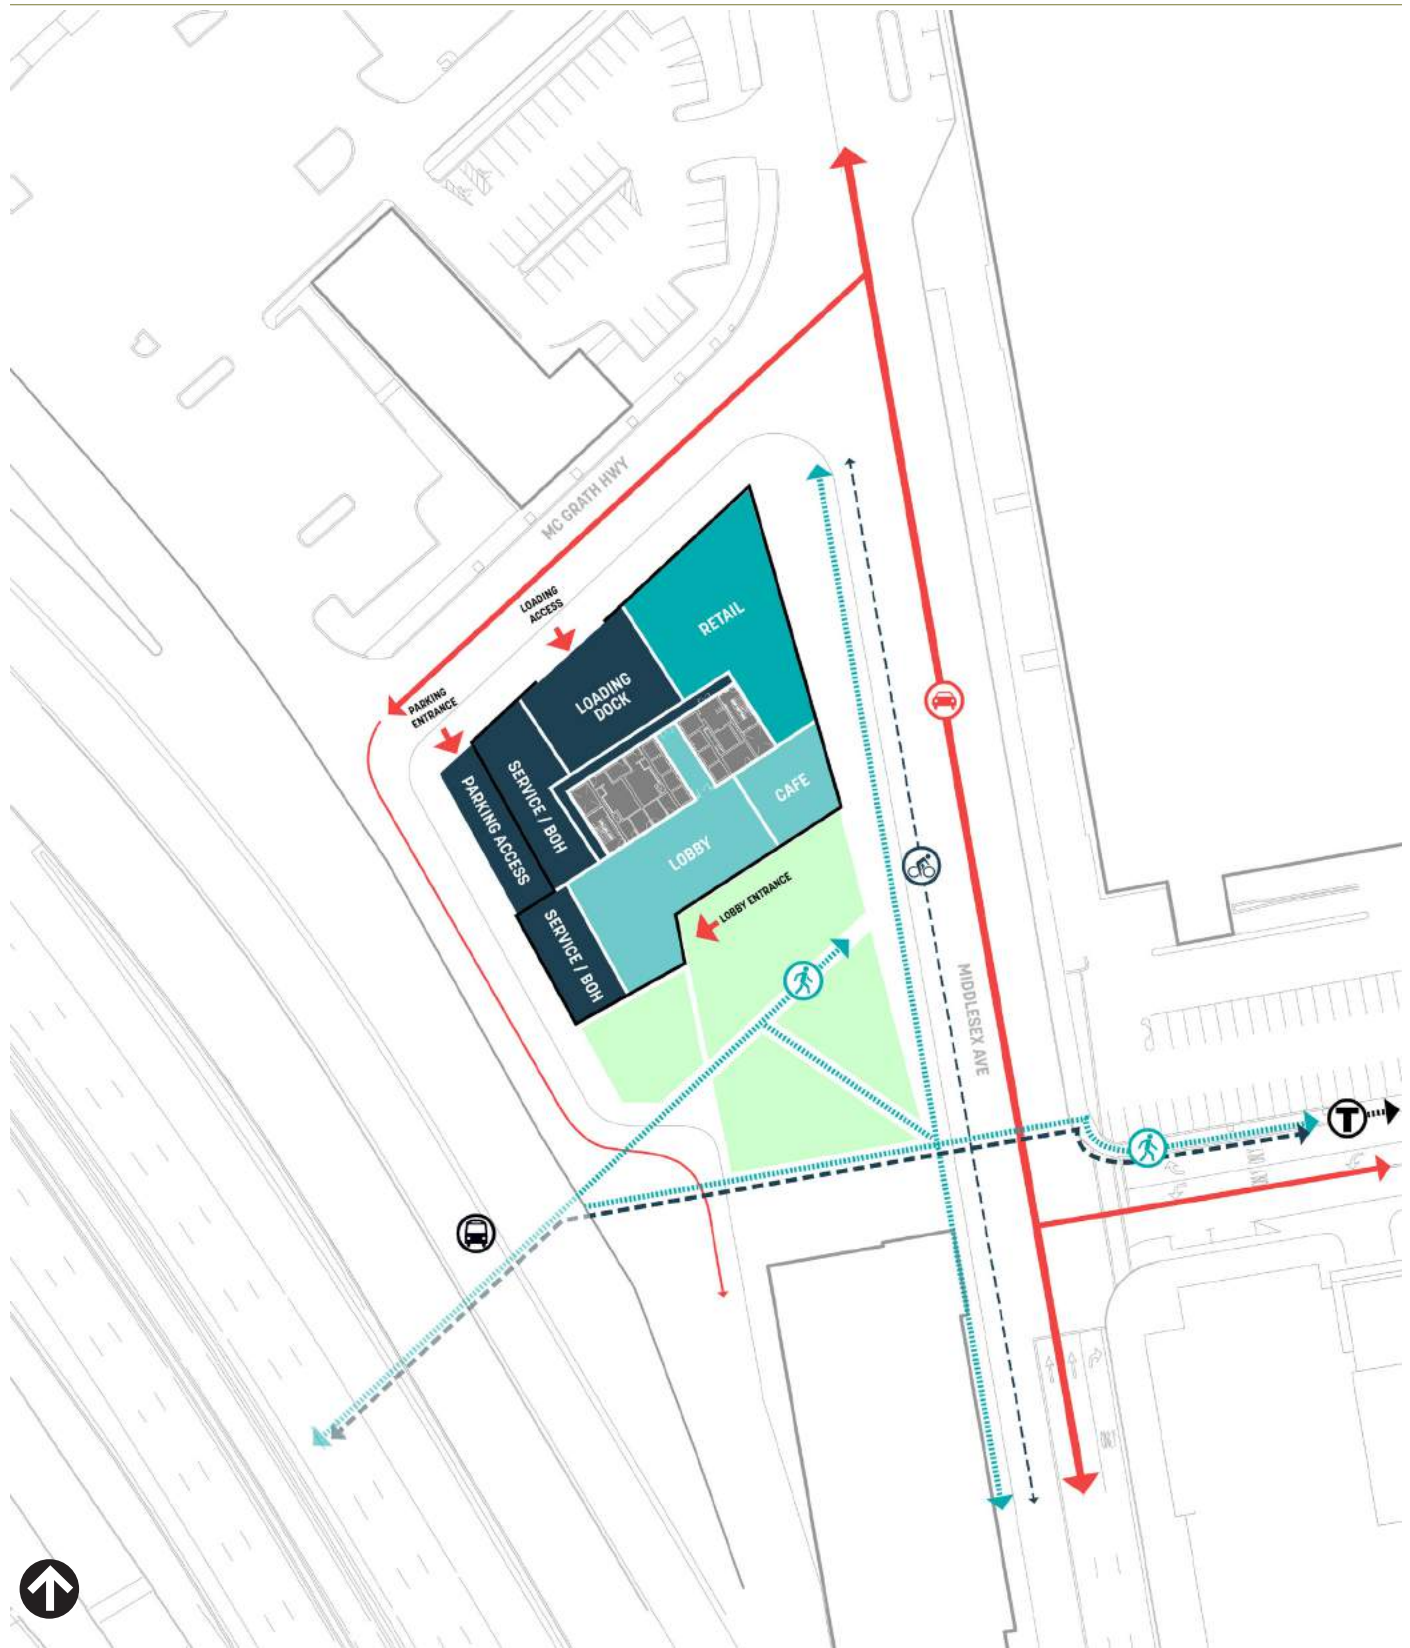 MC GRATH HWY
LOADING
ACCESS
RETAIL
LOADING
DOCK
PARKING
ENTRANCE
SERVICE / BOH
PARKING ACCESS
CAFE
LOBBY
LOBBY ENTRANCE
SERVICE / BOH
MIDDLESEX AVE
T